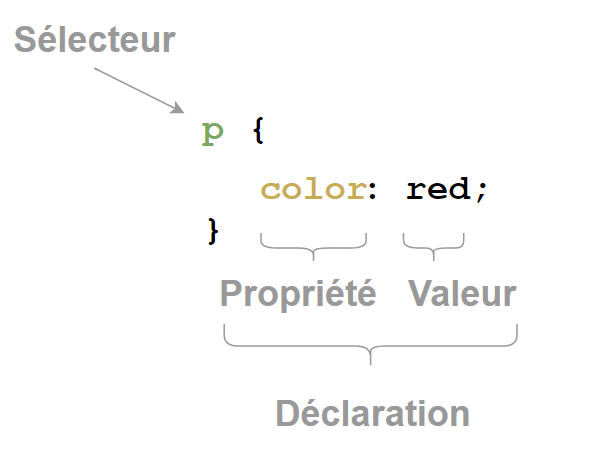 Sélecteur
p {
color: red;
}
Propriété Valeur
Déclaration